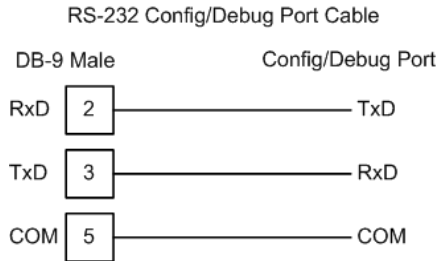 RS-232 Config/Debug Port Cable
DB-9 Male Config/Debug Port
RxD 2 TxD
TxD 3 RxD
COM 5 COM